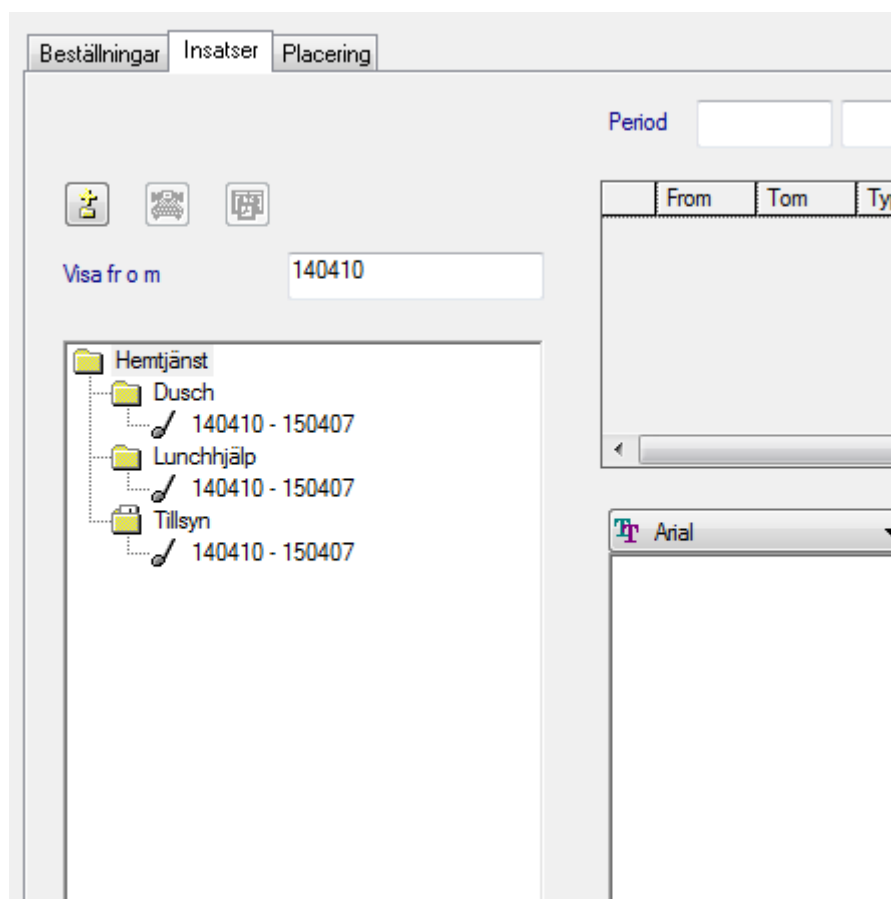 Beställningar Insatser Placering
Period
From Tom
Visa fr o m 140410
Hemtjänst
Dusch
140410 - 150407
Lunchhjälp
140410 - 150407
Tillsyn
140410 - 150407
Arial